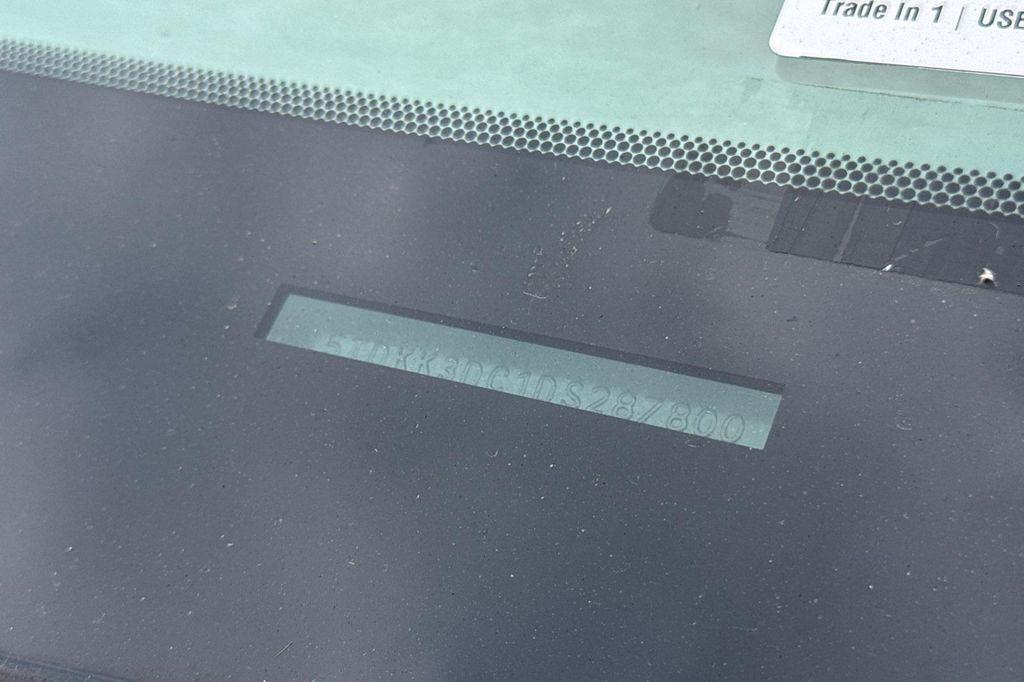 Trade In 1 | USE
5TDKK3DC1DS287800